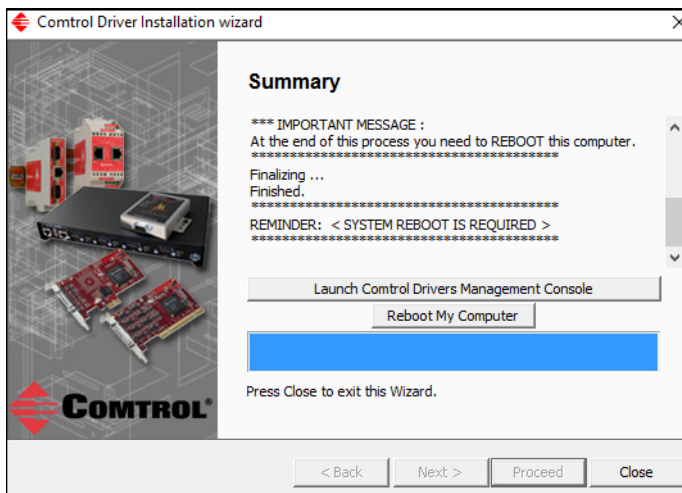 Comtrol Driver Installation wizard
Summary
*** IMPORTANT MESSAGE :
At the end of this process you need to REBOOT this computer.
****************************************
Finalizing ...
Finished.
****************************************
REMINDER: < SYSTEM REBOOT IS REQUIRED >
****************************************
Launch Comtrol Drivers Management Console
Reboot My Computer
Press Close to exit this Wizard.
COMTROL®
< Back
Next >
Proceed
Close